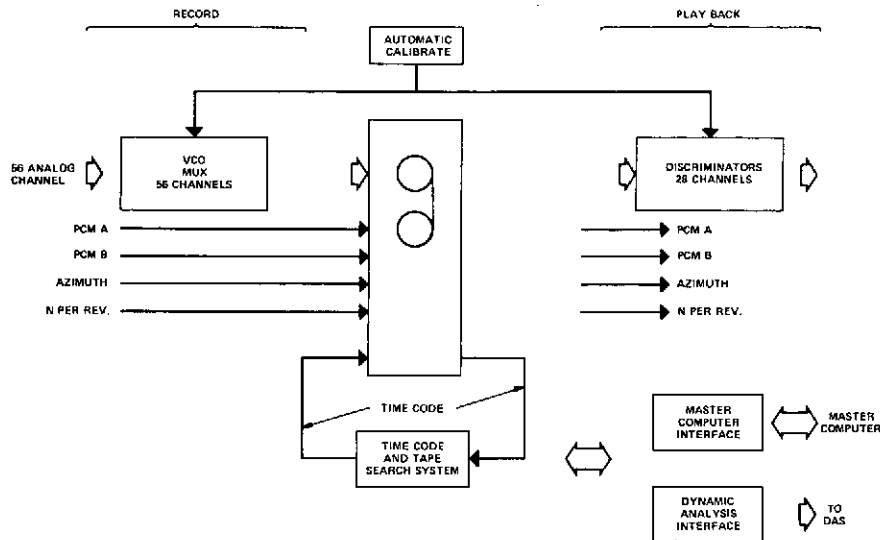 RECORD
PLAY BACK
AUTOMATIC
CALIBRATE
56 ANALOG
CHANNEL
VCO
MUX
56 CHANNELS
DISCRIMINATORS
28 CHANNELS
PCM A
PCM B
AZIMUTH
N PER REV.
PCM A
PCM B
AZIMUTH
N PER REV.
TIME CODE
TIME CODE
AND TAPE
SEARCH SYSTEM
MASTER
COMPUTER
INTERFACE
MASTER
COMPUTER
DYNAMIC
ANALYSIS
INTERFACE
TO
DAS